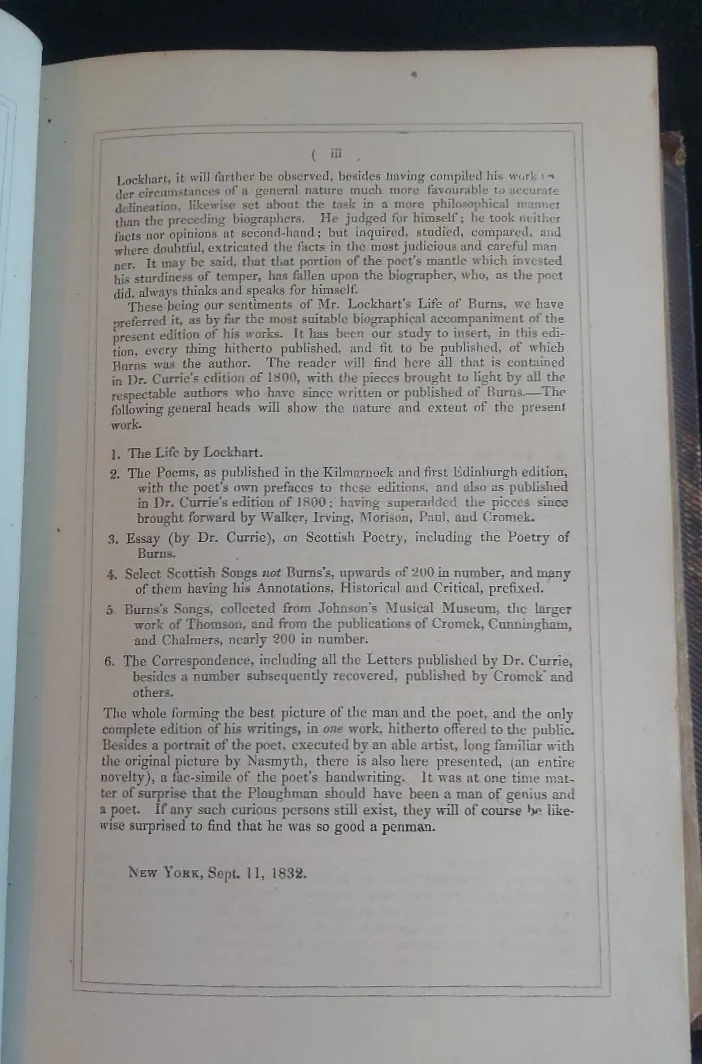 ( iii
Lockhart, it will farther be observed, besides having compiled his work
der circumstances of a general nature much more favourable to accurate
delineation, likewise set about the task in a more philosophical manner
than the preceding biographers. He judged for himself; he took neither
facts nor opinions at second-hand; but inquired, studied, compared, and
where doubtful, extricated the facts in the most judicious and careful man
ner. It may be said, that that portion of the poet's mantle which invested
his sturdiness of temper, has fallen upon the biographer, who, as the poet
did, always thinks and speaks for himself.
These being our sentiments of Mr. Lockhart's Life of Burns, we have
preferred it, as by far the most suitable biographical accompaniment of the
present edition of his works. It has been our study to insert, in this edi-
tion, every thing hitherto published, and fit to be published, of which
Burns was the author. The reader will find here all that is contained
in Dr. Currie's edition of 1800, with the pieces brought to light by all the
respectable authors who have since written or published of Burns.—The
following general heads will show the nature and extent of the present
work.
1. The Life by Lockhart.
2. The Poems, as published in the Kilmarnock and first Edinburgh edition,
with the poet's own prefaces to these editions, and also as published
in Dr. Currie's edition of 1800; having superadded the pieces since
brought forward by Walker, Irving, Morison, Paul, and Cromek.
3. Essay (by Dr. Currie), on Scottish Poetry, including the Poetry of
Burns.
4. Select Scottish Songs not Burns's, upwards of 200 in number, and many
of them having his Annotations, Historical and Critical, prefixed.
5 Burns's Songs, collected from Johnson's Musical Museum, the larger
work of Thomson, and from the publications of Cromek, Cunningham,
and Chalmers, nearly 200 in number.
6. The Correspondence, including all the Letters published by Dr. Currie,
besides a number subsequently recovered, published by Cromek and
others.
The whole forming the best picture of the man and the poet, and the only
complete edition of his writings, in one work, hitherto offered to the public.
Besides a portrait of the poet, executed by an able artist, long familiar with
the original picture by Nasmyth, there is also here presented, (an entire
novelty), a fac-simile of the poet's handwriting. It was at one time mat-
ter of surprise that the Ploughman should have been a man of genius and
a poet. If any such curious persons still exist, they will of course be like-
wise surprised to find that he was so good a penman.
NEW YORK, Sept. 11, 1832.